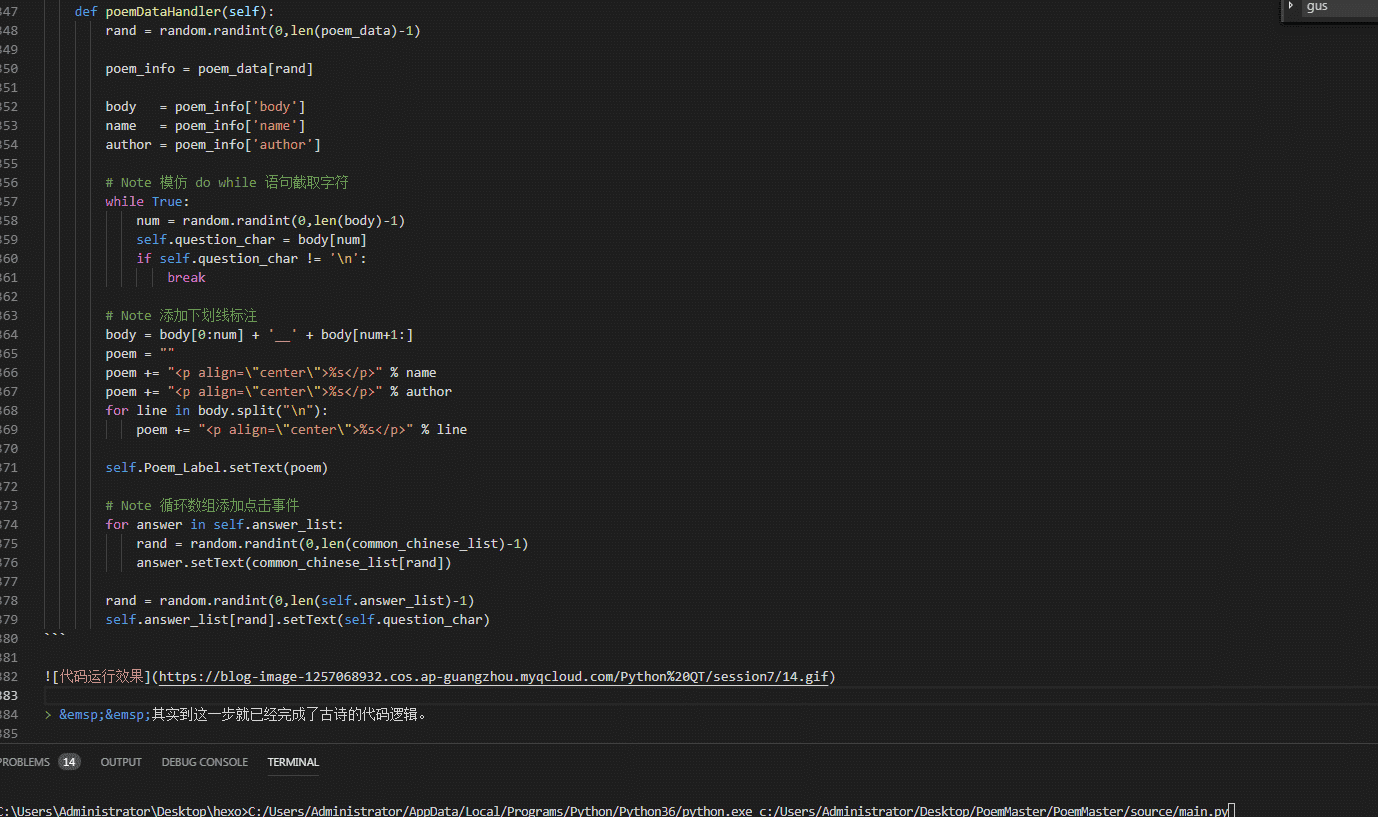 347 def poemDataHandler(self):
gus
348 rand = random.randint(0,len(poem_data)-1)
349
350 poem_info = poem_data[rand]
351
352 body   = poem_info['body']
353 name   = poem_info['name']
354 author = poem_info['author']
355
356 # Note 模仿 do while 语句截取字符
357 while True:
358 num = random.randint(0,len(body)-1)
359 self.question_char = body[num]
360 if self.question_char != '\n':
361 break
362
363 # Note 添加下划线标注
364 body = body[0:num] + '__' + body[num+1:]
365 poem = ""
366 poem += "<p align=\"center\">%s</p>" % name
367 poem += "<p align=\"center\">%s</p>" % author
368 for line in body.split("\n"):
369 poem += "<p align=\"center\">%s</p>" % line
370
371 self.Poem_Label.setText(poem)
372
373 # Note 循环数组添加点击事件
374 for answer in self.answer_list:
375 rand = random.randint(0,len(common_chinese_list)-1)
376 answer.setText(common_chinese_list[rand])
377
378 rand = random.randint(0,len(self.answer_list)-1)
379 self.answer_list[rand].setText(self.question_char)
380 ```
381
382 ![代码运行效果](https://blog-image-1257068932.cos.ap-guangzhou.myqcloud.com/Python%20QT/session7/14.gif)
383
384 > &emsp;&emsp;其实到这一步就已经完成了古诗的代码逻辑。
385
PROBLEMS 14 OUTPUT DEBUG CONSOLE TERMINAL
C:\Users\Administrator\Desktop\hexo>C:/Users/Administrator/AppData/Local/Programs/Python/Python36/python.exe c:/Users/Administrator/Desktop/PoemMaster/PoemMaster/source/main.py